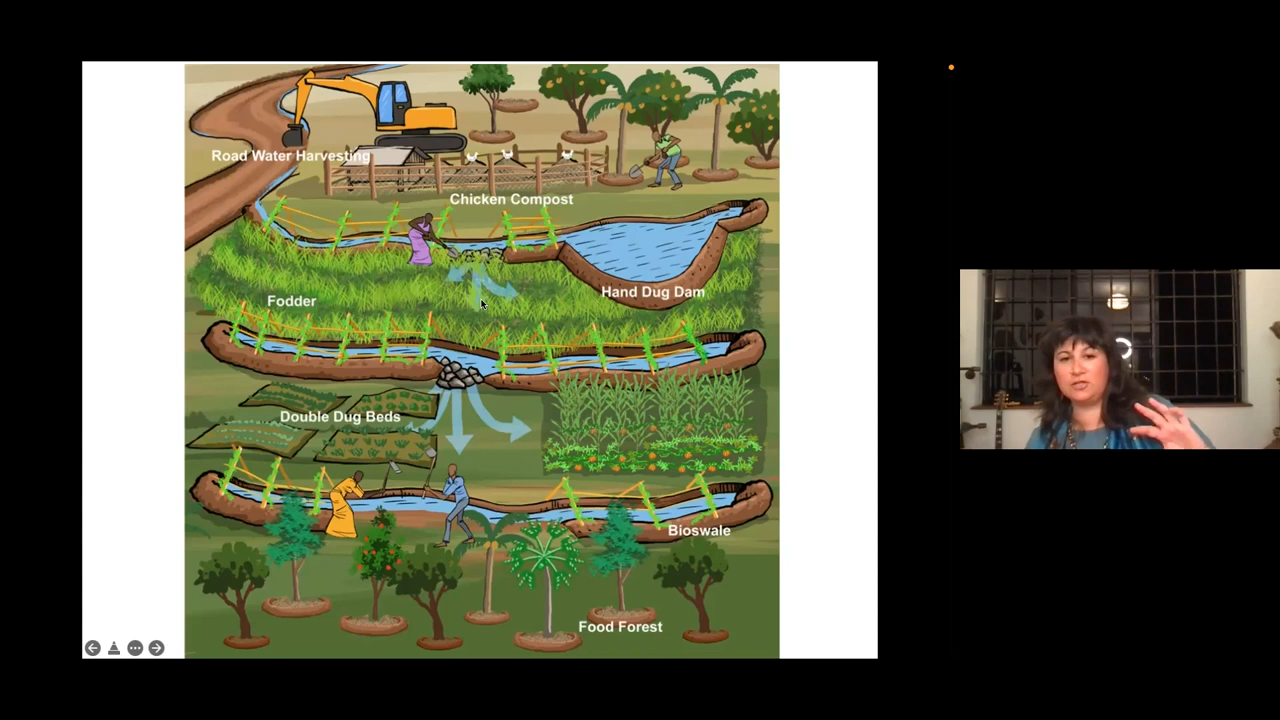 Road Water Harvesting
Chicken Compost
Hand Dug Dam
Fodder
Double Dug Beds
Bioswale
Food Forest